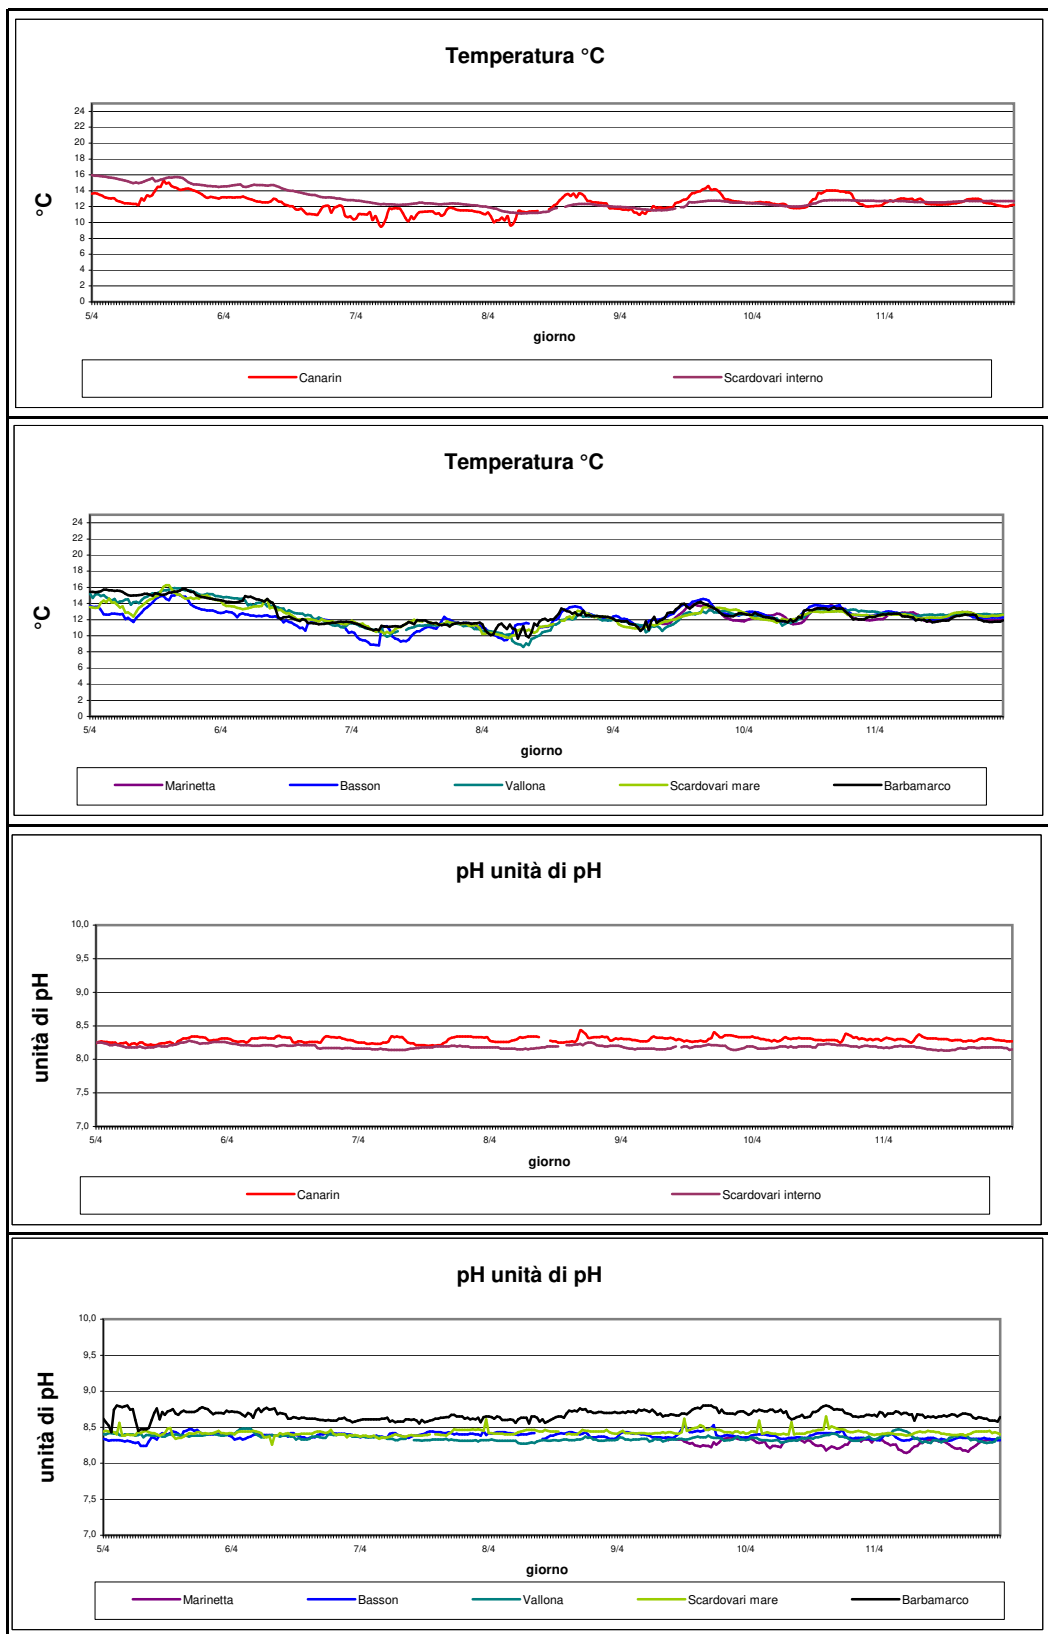 Temperatura °C
24
22
20
18
16
14
12
10
8
6
4
2
0
°C
5/4 6/4 7/4 8/4 9/4 10/4 11/4
giorno
Canarin Scardovari interno
Temperatura °C
24
22
20
18
16
14
12
10
8
6
4
2
0
°C
5/4 6/4 7/4 8/4 9/4 10/4 11/4
giorno
Marinetta Basson Vallona Scardovari mare Barbamarco
pH unità di pH
10,0
9,5
9,0
8,5
8,0
7,5
7,0
unità di pH
5/4 6/4 7/4 8/4 9/4 10/4 11/4
giorno
Canarin Scardovari interno
pH unità di pH
10,0
9,5
9,0
8,5
8,0
7,5
7,0
unità di pH
5/4 6/4 7/4 8/4 9/4 10/4 11/4
giorno
Marinetta Basson Vallona Scardovari mare Barbamarco